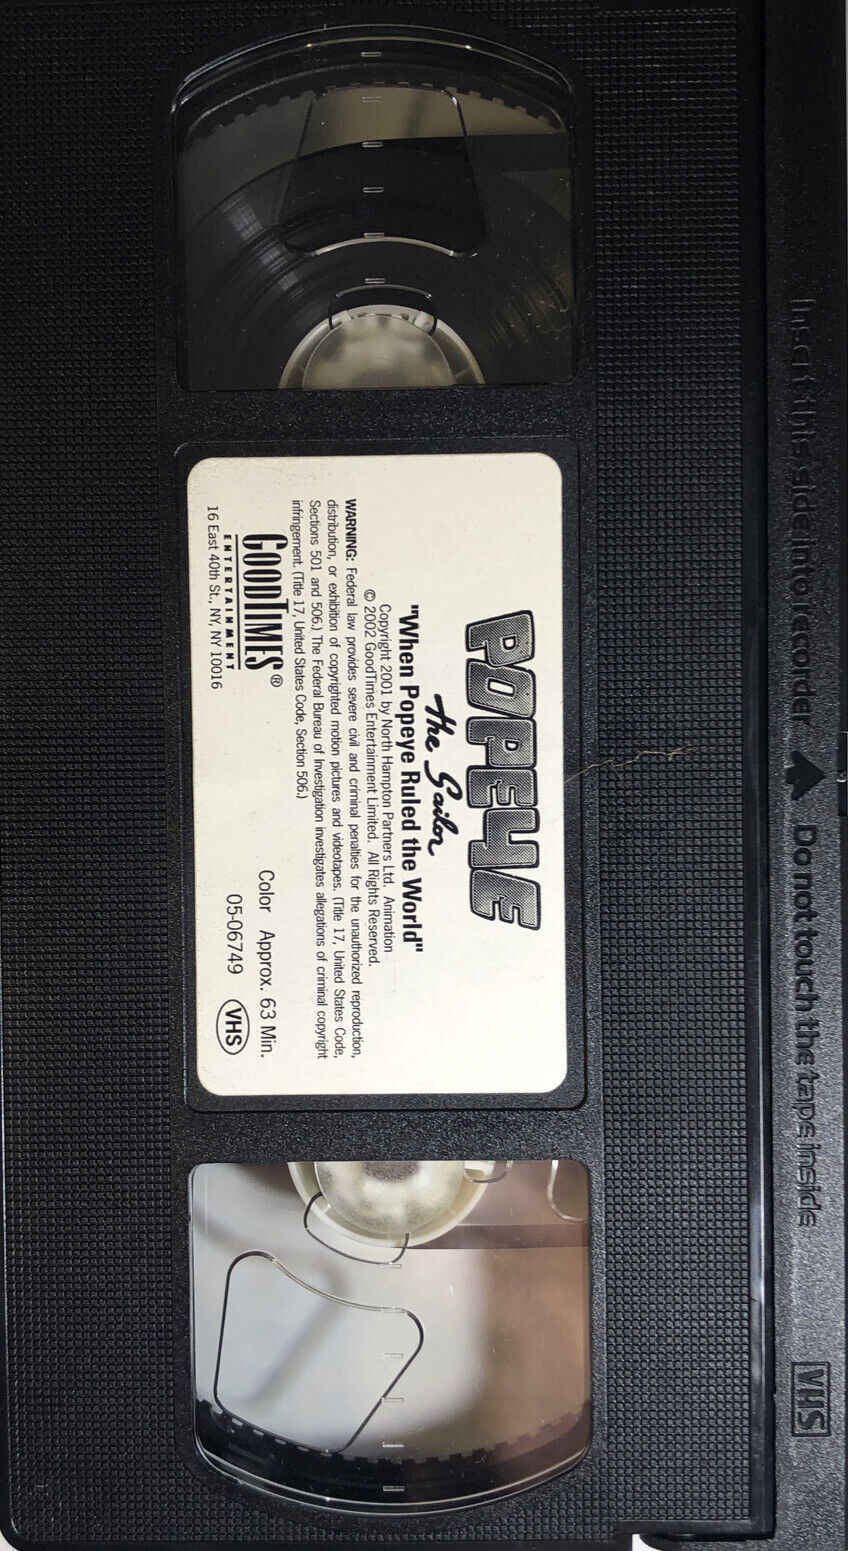 Insert this side into recorder Do not touch the tape inside
VHS
POPEYE
the Sailor
"When Popeye Ruled the World"
Copyright 2001 by North Hampton Partners Ltd. Animation
© 2002 GoodTimes Entertainment Limited. All Rights Reserved.
WARNING: Federal law provides severe civil and criminal penalties for the unauthorized reproduction,
distribution, or exhibition of copyrighted motion pictures and videotapes. (Title 17, United States Code,
Sections 501 and 506.) The Federal Bureau of Investigation investigates allegations of criminal copyright
infringement. (Title 17, United States Code, Section 506.)
GOODTIMES®
ENTERTAINMENT
16 East 40th St., NY, NY 10016
Color Approx. 63 Min.
05-06749 VHS